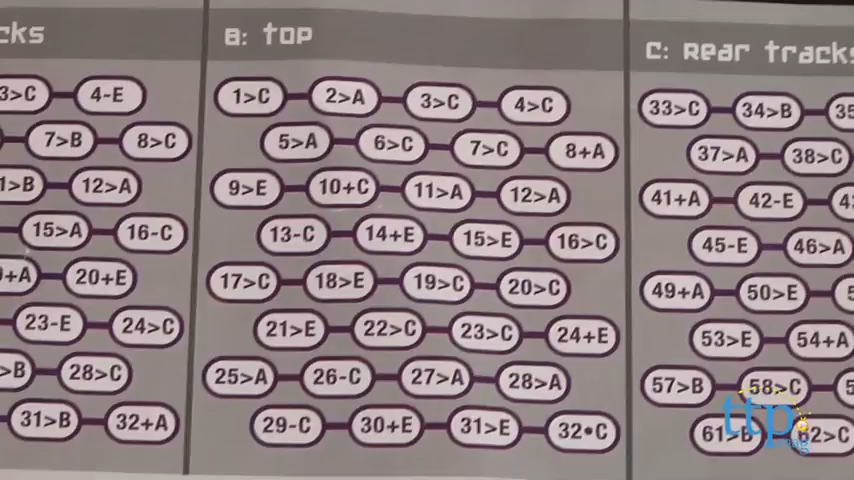 cks
3>C 4-E
7>B 8>C
1>B 12>A
15>A 16-C
+A 20+E
23-E 24>C
>B 28>C
31>B 32+A
B: TOP
1>C 2>A 3>C 4>C
5>A 6>C 7>C 8+A
9>E 10+C 11>A 12>A
13-C 14+E 15>E 16>C
17>C 18>E 19>C 20>C
21>E 22>C 23>C 24+E
25>A 26-C 27>A 28>A
29-C 30+E 31>E 32•C
C: Rear tracks
33>C 34>B 35
37>A 38>C
41+A 42-E
45-E 46>A
49+A 50>E
53>E 54+A
57>B 58>C
61>B 62>C
ttp